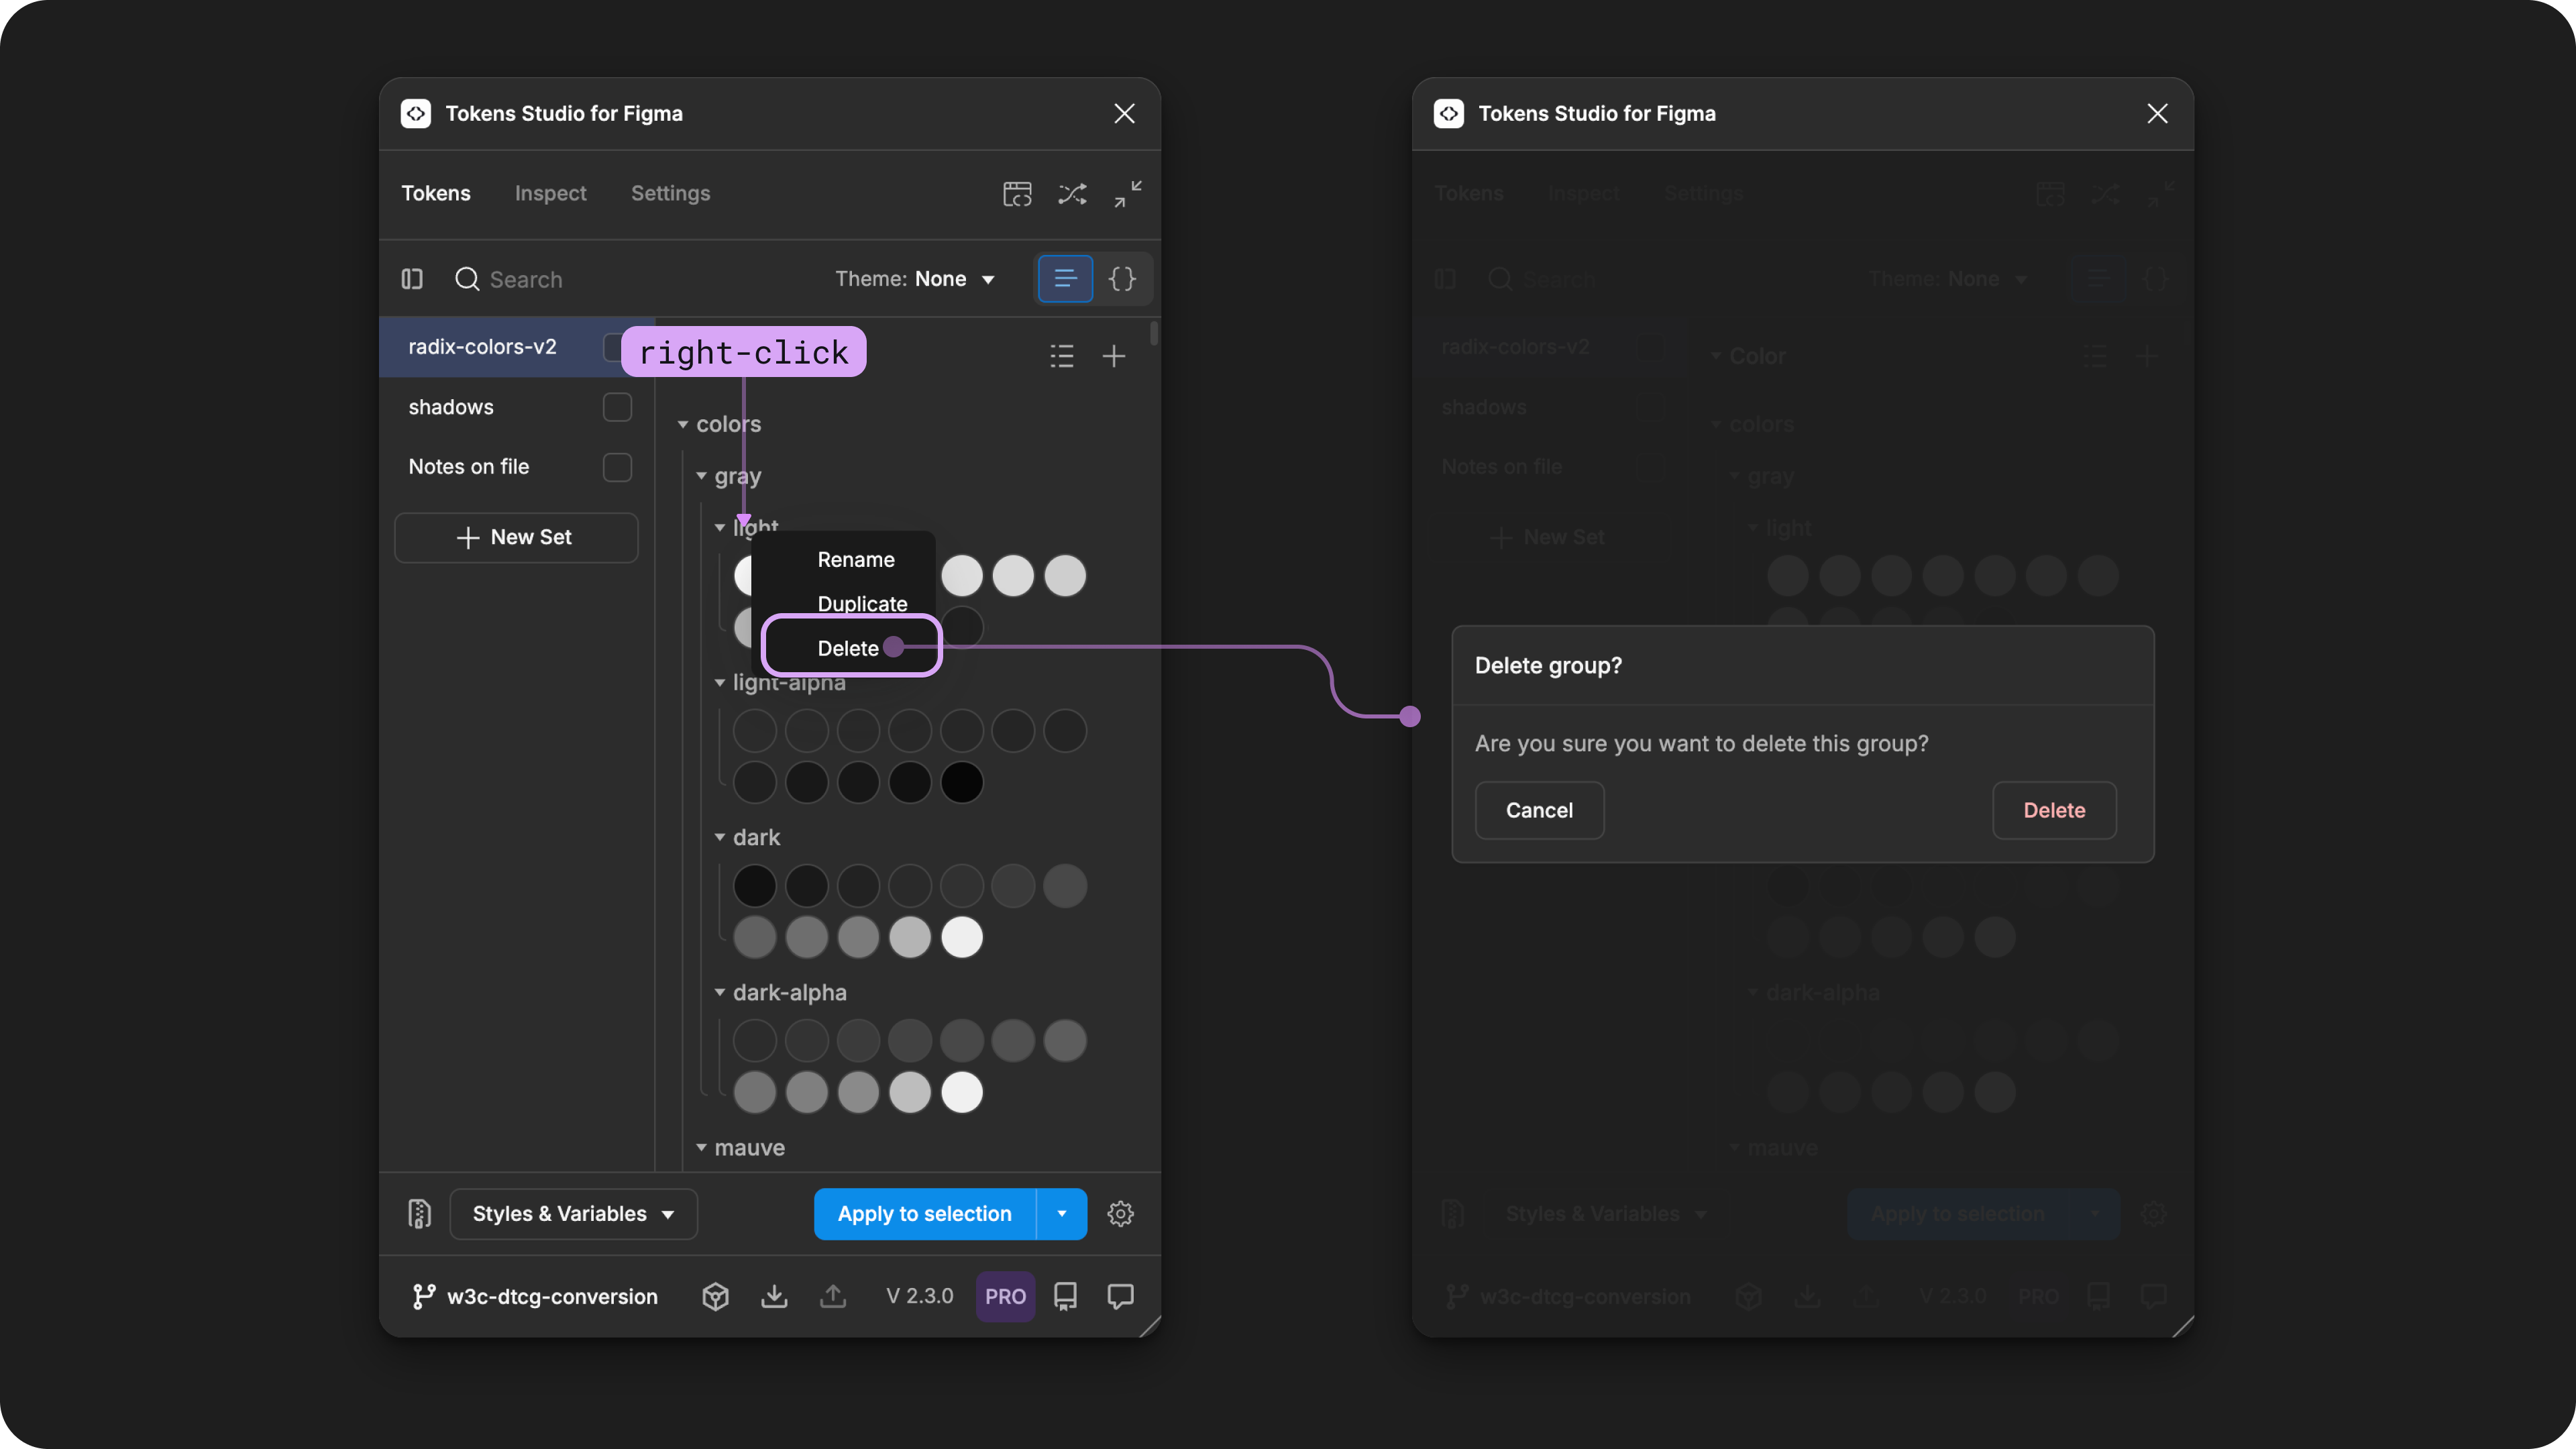 Tokens Studio for Figma
Tokens Inspect Settings
Search Theme: None
radix-colors-v2
right-click
shadows
colors
Notes on file
gray
New Set
light
Rename
Duplicate
Delete
light-alpha
dark
dark-alpha
mauve
Styles & Variables Apply to selection
w3c-dtcg-conversion V 2.3.0 PRO
Tokens Studio for Figma
Tokens Inspect Settings
Search Theme: None
radix-colors-v2 Color
shadows
colors
Notes on file
gray
New Set
light
Delete group?
Are you sure you want to delete this group?
Cancel Delete
dark-alpha
mauve
Styles & Variables Apply to selection
w3c-dtcg-conversion V 2.3.0 PRO